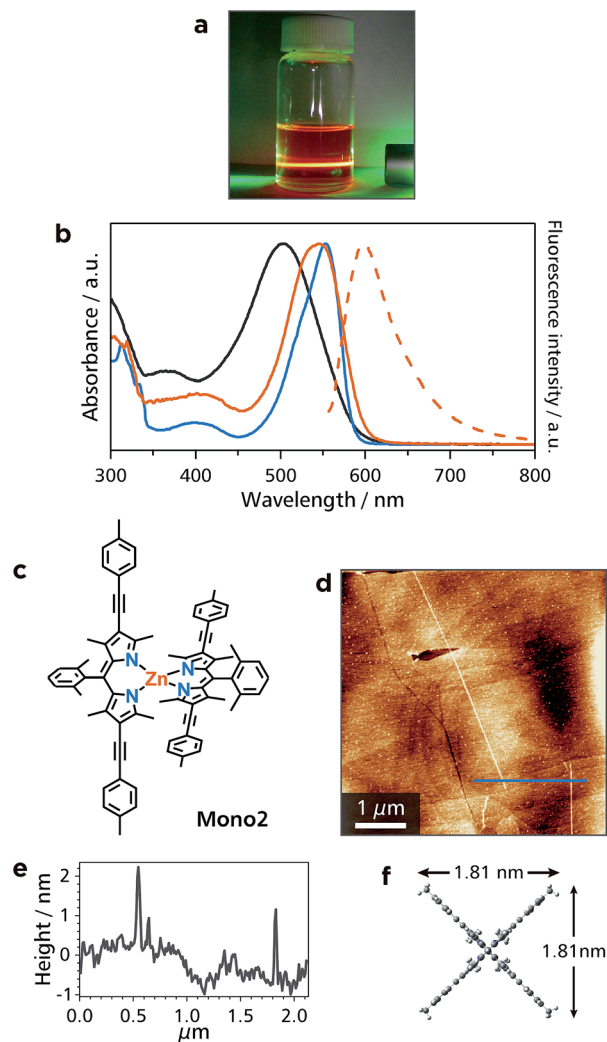 a
b
Absorbance / a.u.
Fluorescence intensity / a.u.
300 400 500 600 700 800
Wavelength / nm
c
N N
Zn
N N
Mono2
d
1 µm
e
Height / nm
2
1
0
-1
0.0 0.5 1.0 1.5 2.0
µm
f
1.81 nm
1.81nm